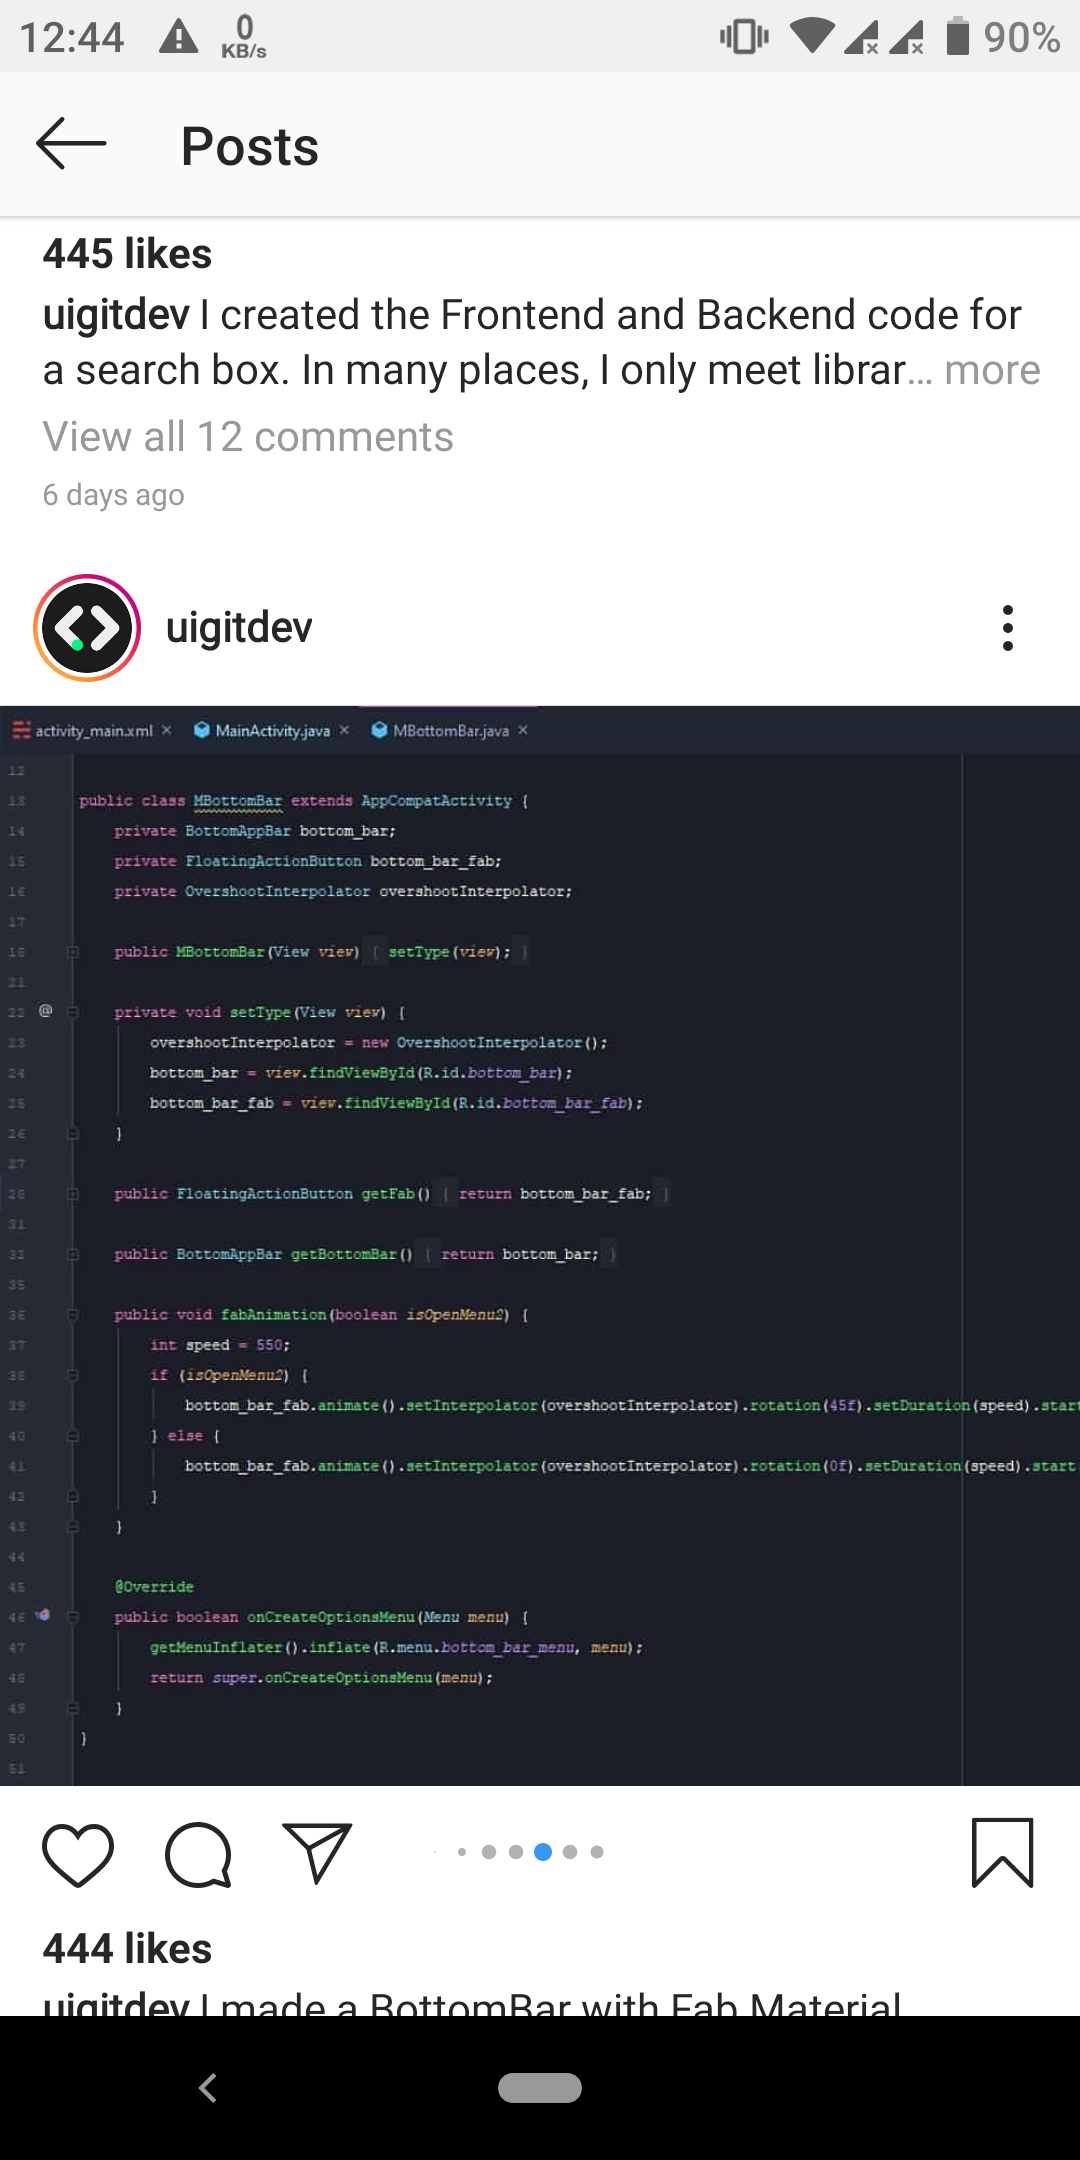 12:44 0 KB/s 90%
Posts
445 likes
uigitdev I created the Frontend and Backend code for
a search box. In many places, I only meet librar... more
View all 12 comments
6 days ago
uigitdev
activity_main.xml × MainActivity.java × MBottomBar.java ×
12
13 public class MBottomBar extends AppCompatActivity {
14 private BottomAppBar bottom_bar;
15 private FloatingActionButton bottom_bar_fab;
16 private OvershootInterpolator overshootInterpolator;
17
18 public MBottomBar(View view) { setType(view); }
21
22 @ private void setType(View view) {
23 overshootInterpolator = new OvershootInterpolator();
24 bottom_bar = view.findViewById(R.id.bottom_bar);
25 bottom_bar_fab = view.findViewById(R.id.bottom_bar_fab);
26 }
27
28 public FloatingActionButton getFab() { return bottom_bar_fab; }
31
32 public BottomAppBar getBottomBar() { return bottom_bar; }
35
36 public void fabAnimation(boolean isOpenMenu2) {
37 int speed = 550;
38 if (isOpenMenu2) {
39 bottom_bar_fab.animate().setInterpolator(overshootInterpolator).rotation(45f).setDuration(speed).start
40 } else {
41 bottom_bar_fab.animate().setInterpolator(overshootInterpolator).rotation(0f).setDuration(speed).start
42 }
43 }
44
45 @Override
46 public boolean onCreateOptionsMenu(Menu menu) {
47 getMenuInflater().inflate(R.menu.bottom_bar_menu, menu);
48 return super.onCreateOptionsMenu(menu);
49 }
50 }
51
444 likes
uigitdev I made a BottomBar with Fab Material